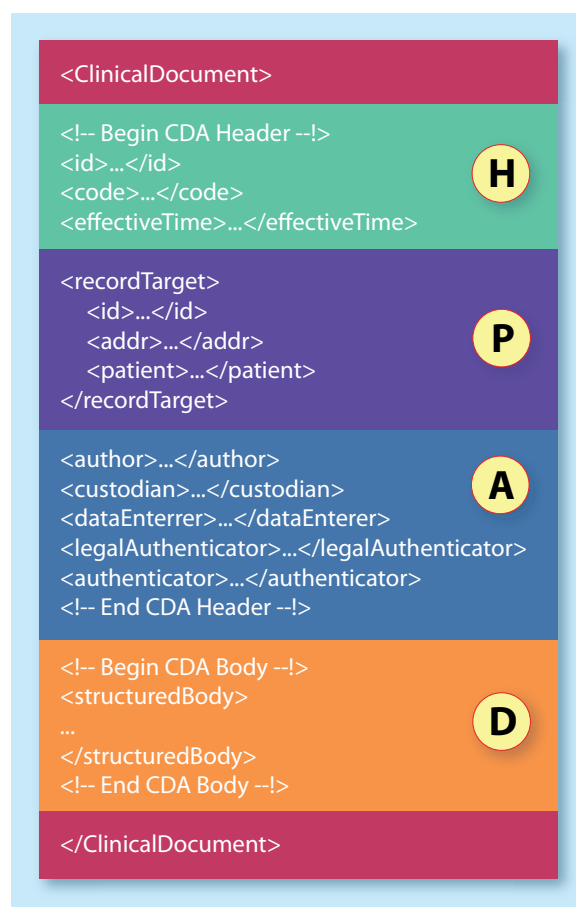 <ClinicalDocument>
<!-- Begin CDA Header --!>
<id>...</id>
<code>...</code>
<effectiveTime>...</effectiveTime>
H
<recordTarget>
<id>...</id>
<addr>...</addr>
<patient>...</patient>
</recordTarget>
P
<author>...</author>
<custodian>...</custodian>
<dataEnterrer>...</dataEnterer>
<legalAuthenticator>...</legalAuthenticator>
<authenticator>...</authenticator>
<!-- End CDA Header --!>
A
<!-- Begin CDA Body --!>
<structuredBody>
...
</structuredBody>
<!-- End CDA Body --!>
D
</ClinicalDocument>